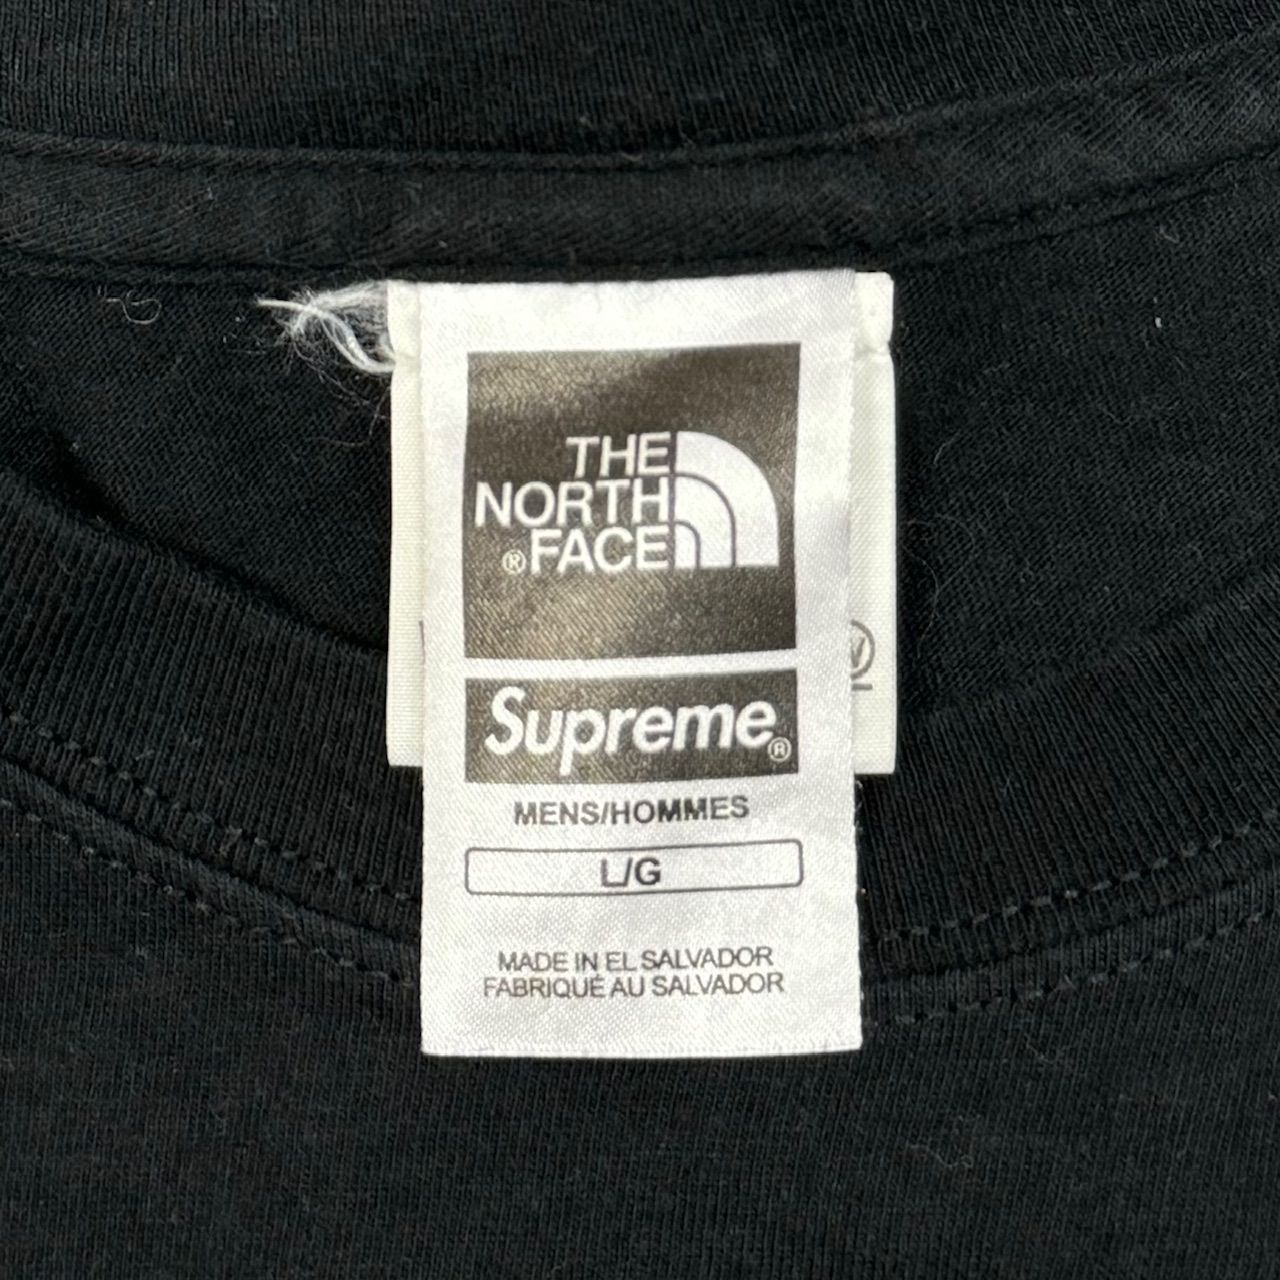 THE
NORTH
®FACE
Supreme®
MENS/HOMMES
L/G
MADE IN EL SALVADOR
FABRIQUÉ AU SALVADOR